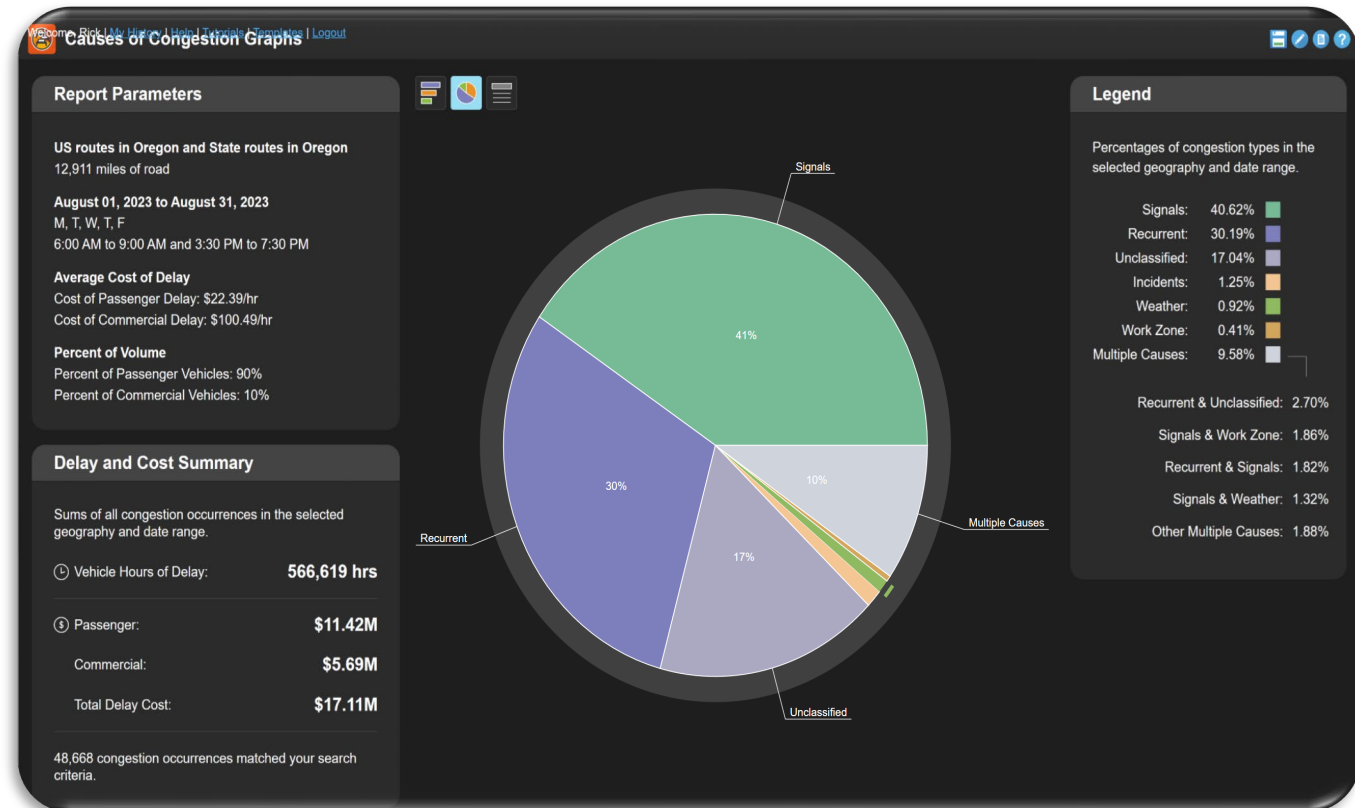 Welcome, Rick | My History | Help | Tutorials | Templates | Logout
Causes of Congestion Graphs
Report Parameters
US routes in Oregon and State routes in Oregon
12,911 miles of road
August 01, 2023 to August 31, 2023
M, T, W, T, F
6:00 AM to 9:00 AM and 3:30 PM to 7:30 PM
Average Cost of Delay
Cost of Passenger Delay: $22.39/hr
Cost of Commercial Delay: $100.49/hr
Percent of Volume
Percent of Passenger Vehicles: 90%
Percent of Commercial Vehicles: 10%
Delay and Cost Summary
Sums of all congestion occurrences in the selected
geography and date range.
Vehicle Hours of Delay: 566,619 hrs
$ Passenger: $11.42M
Commercial: $5.69M
Total Delay Cost: $17.11M
48,668 congestion occurrences matched your search
criteria.
Signals
41%
30%
10%
17%
Recurrent
Multiple Causes
Unclassified
?
Legend
Percentages of congestion types in the
selected geography and date range.
Signals: 40.62%
Recurrent: 30.19%
Unclassified: 17.04%
Incidents: 1.25%
Weather: 0.92%
Work Zone: 0.41%
Multiple Causes: 9.58%
Recurrent & Unclassified: 2.70%
Signals & Work Zone: 1.86%
Recurrent & Signals: 1.82%
Signals & Weather: 1.32%
Other Multiple Causes: 1.88%